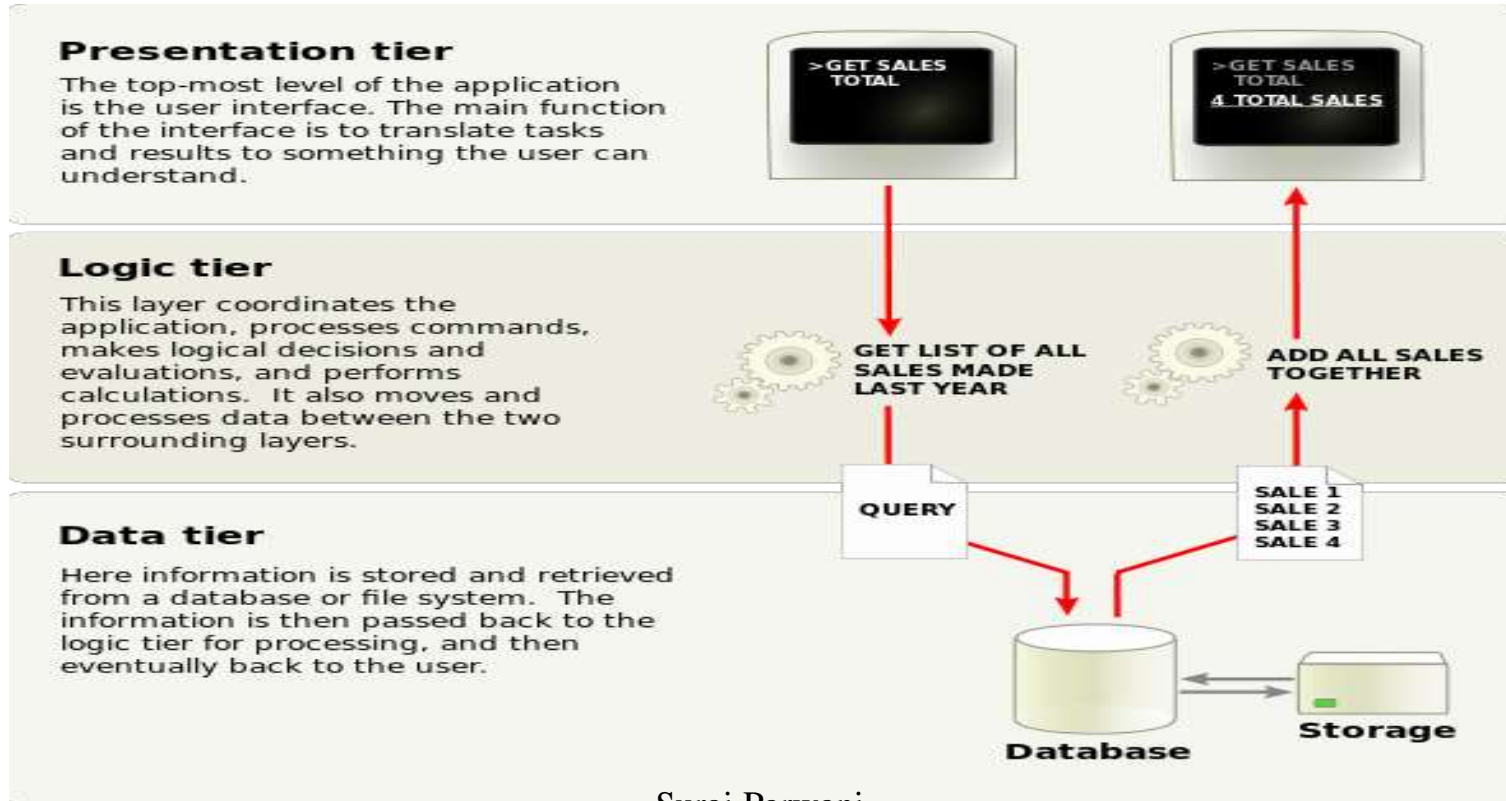 Presentation tier
The top-most level of the application
is the user interface. The main function
of the interface is to translate tasks
and results to something the user can
understand.
>GET SALES
TOTAL
>GET SALES
TOTAL
4 TOTAL SALES
Logic tier
This layer coordinates the
application, processes commands,
makes logical decisions and
evaluations, and performs
calculations. It also moves and
processes data between the two
surrounding layers.
GET LIST OF ALL
SALES MADE
LAST YEAR
ADD ALL SALES
TOGETHER
QUERY
SALE 1
SALE 2
SALE 3
SALE 4
Data tier
Here information is stored and retrieved
from a database or file system. The
information is then passed back to the
logic tier for processing, and then
eventually back to the user.
Database
Storage